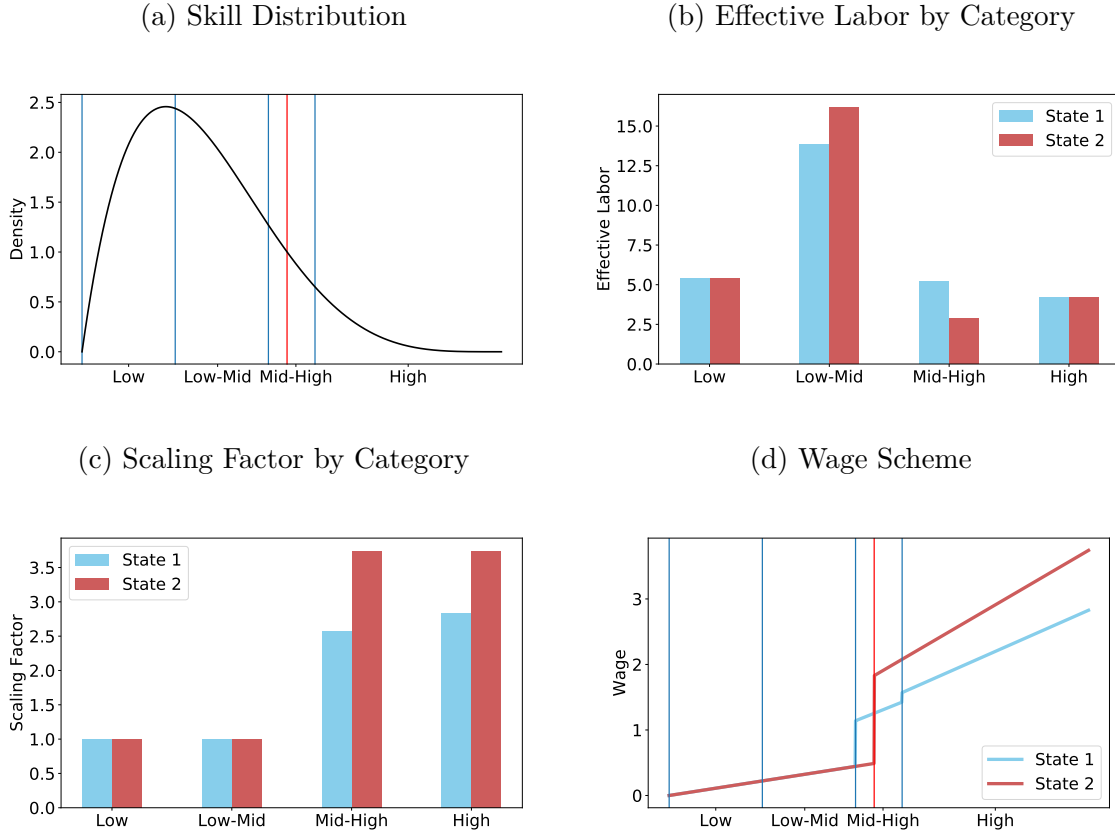 (a) Skill Distribution
2.5
2.0
1.5
1.0
0.5
0.0
Density
Low
Low-Mid
Mid-High
High
(b) Effective Labor by Category
15.0
12.5
10.0
7.5
5.0
2.5
0.0
Effective Labor
State 1
State 2
Low
Low-Mid
Mid-High
High
(c) Scaling Factor by Category
3.5
3.0
2.5
2.0
1.5
1.0
0.5
0.0
Scaling Factor
State 1
State 2
Low
Low-Mid
Mid-High
High
(d) Wage Scheme
3
2
1
0
Wage
State 1
State 2
Low
Low-Mid
Mid-High
High